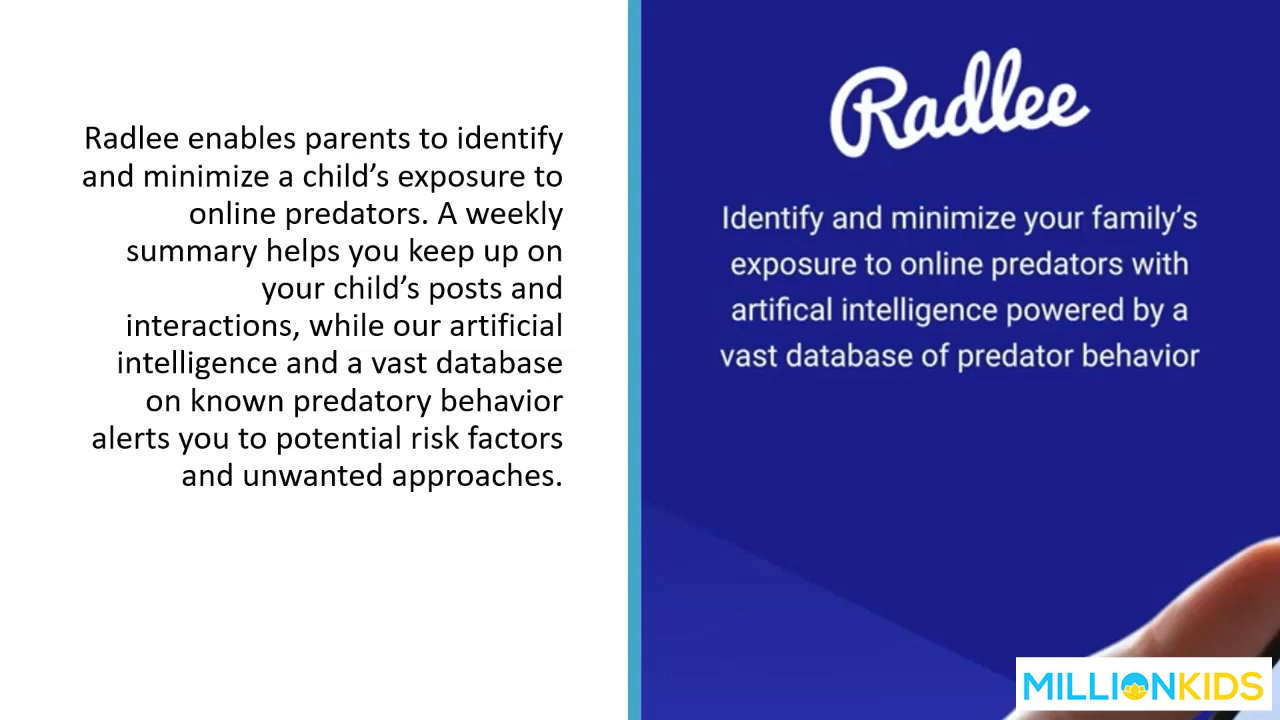 Radlee enables parents to identify
and minimize a child’s exposure to
online predators. A weekly
summary helps you keep up on
your child’s posts and
interactions, while our artificial
intelligence and a vast database
on known predatory behavior
alerts you to potential risk factors
and unwanted approaches.
Radlee
Identify and minimize your family’s
exposure to online predators with
artifical intelligence powered by a
vast database of predator behavior
MILLIONKIDS